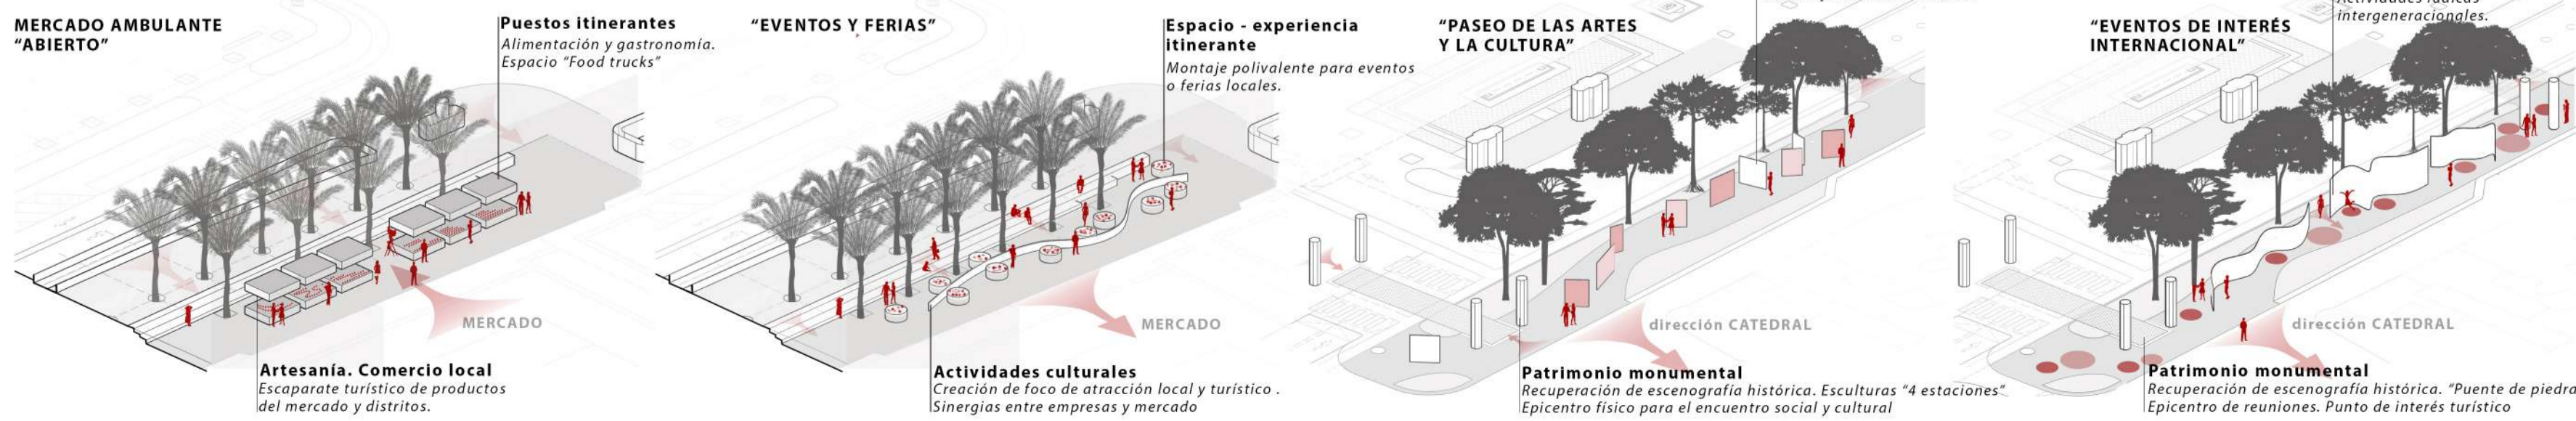 MERCADO AMBULANTE
“ABIERTO”
Puestos itinerantes
Alimentación y gastronomía.
Espacio “Food trucks”
MERCADO
Artesanía. Comercio local
Escaparate turístico de productos
del mercado y distritos.
“EVENTOS Y FERIAS”
Espacio - experiencia
itinerante
Montaje polivalente para eventos
o ferias locales.
MERCADO
Actividades culturales
Creación de foco de atracción local y turístico .
Sinergias entre empresas y mercado
“PASEO DE LAS ARTES
Y LA CULTURA”
dirección CATEDRAL
Patrimonio monumental
Recuperación de escenografía histórica. Esculturas “4 estaciones”
Epicentro físico para el encuentro social y cultural
“EVENTOS DE INTERÉS
INTERNACIONAL”
Actividades lúdicas
intergeneracionales.
dirección CATEDRAL
Patrimonio monumental
Recuperación de escenografía histórica. “Puente de piedra
Epicentro de reuniones. Punto de interés turístico